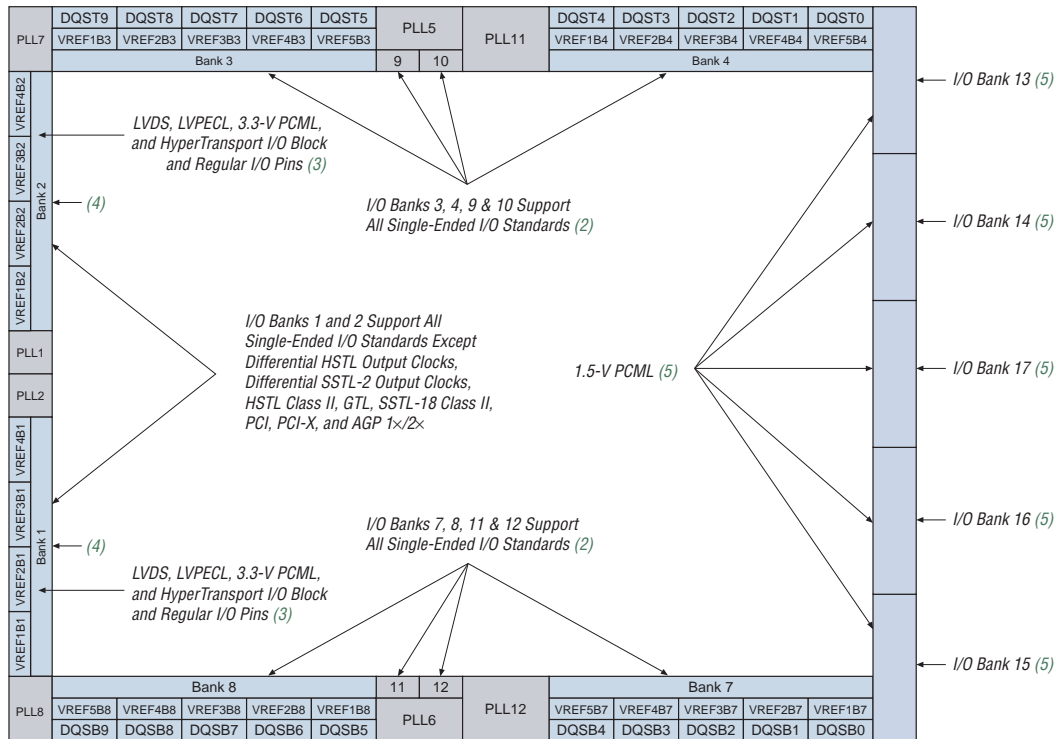 PLL7
DQST9 DQST8 DQST7 DQST6 DQST5
VREF1B3 VREF2B3 VREF3B3 VREF4B3 VREF5B3
Bank 3
PLL5
9 10
PLL11
DQST4 DQST3 DQST2 DQST1 DQST0
VREF1B4 VREF2B4 VREF3B4 VREF4B4 VREF5B4
Bank 4
VREF4B2
VREF3B2
VREF2B2
VREF1B2
Bank 2
LVDS, LVPECL, 3.3-V PCML,
and HyperTransport I/O Block
and Regular I/O Pins (3)
(4)
I/O Banks 3, 4, 9 & 10 Support
All Single-Ended I/O Standards (2)
I/O Bank 13 (5)
I/O Bank 14 (5)
PLL1
PLL2
I/O Banks 1 and 2 Support All
Single-Ended I/O Standards Except
Differential HSTL Output Clocks,
Differential SSTL-2 Output Clocks,
HSTL Class II, GTL, SSTL-18 Class II,
PCI, PCI-X, and AGP 1×/2×
1.5-V PCML (5)
I/O Bank 17 (5)
VREF4B1
VREF3B1
VREF2B1
VREF1B1
Bank 1
(4)
LVDS, LVPECL, 3.3-V PCML,
and HyperTransport I/O Block
and Regular I/O Pins (3)
I/O Banks 7, 8, 11 & 12 Support
All Single-Ended I/O Standards (2)
I/O Bank 16 (5)
I/O Bank 15 (5)
PLL8
Bank 8
VREF5B8 VREF4B8 VREF3B8 VREF2B8 VREF1B8
DQSB9 DQSB8 DQSB7 DQSB6 DQSB5
11 12
PLL6
PLL12
Bank 7
VREF5B7 VREF4B7 VREF3B7 VREF2B7 VREF1B7
DQSB4 DQSB3 DQSB2 DQSB1 DQSB0